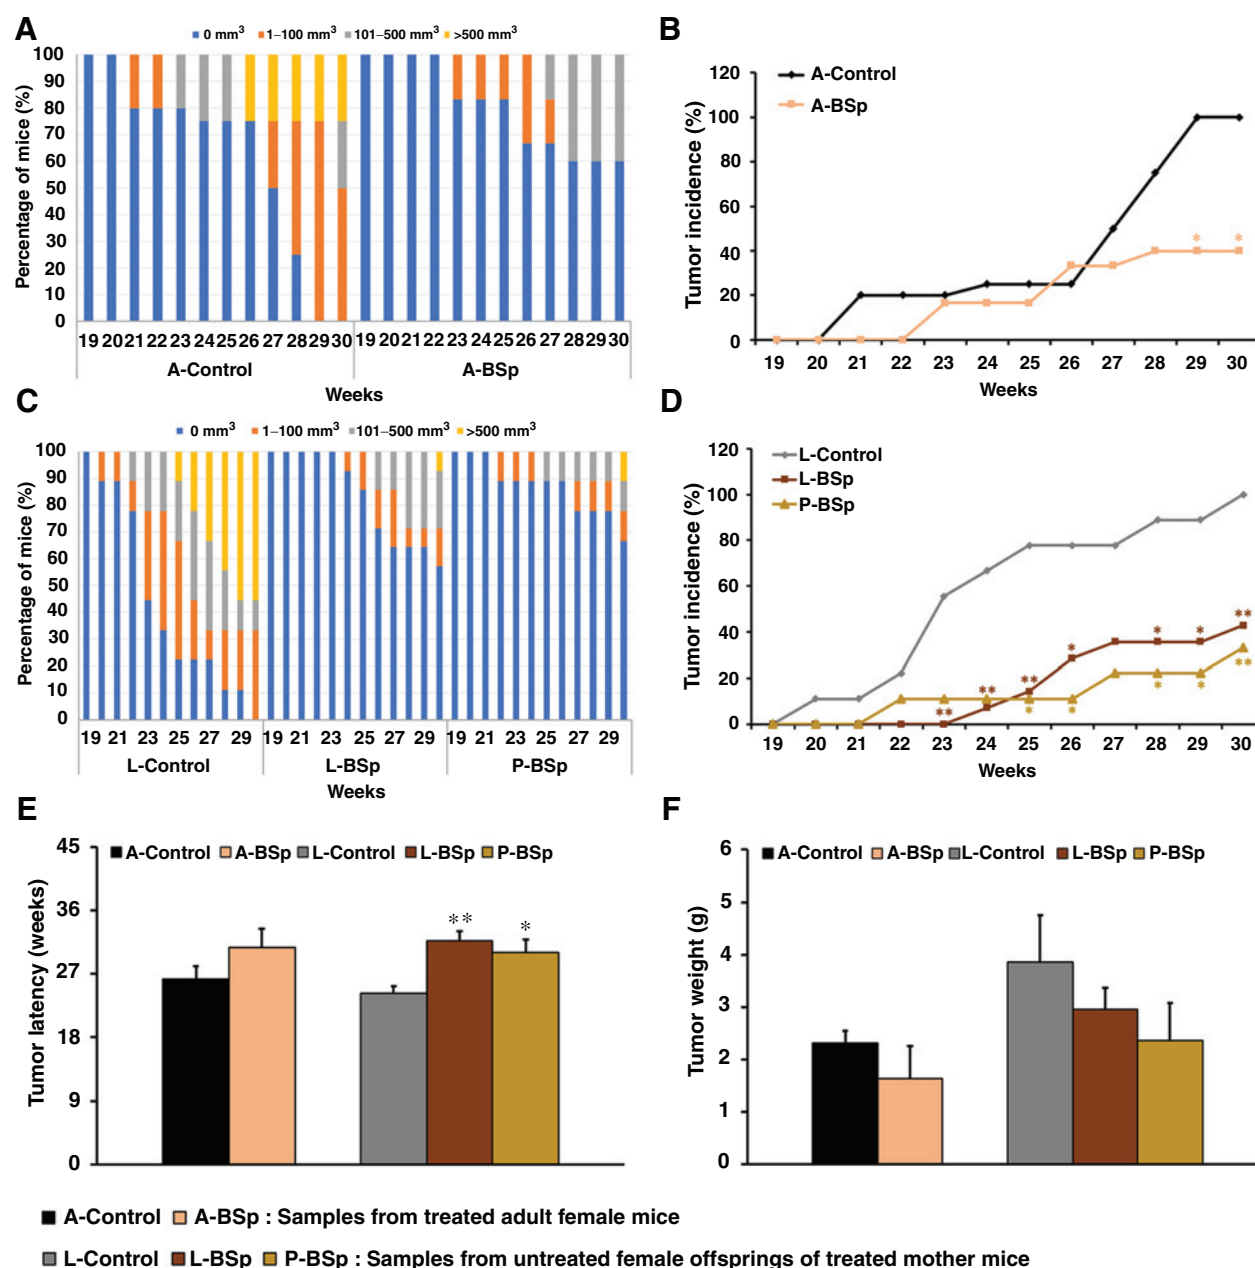 A
0 mm³ 1–100 mm³ 101–500 mm³ >500 mm³
Percentage of mice (%)
100
90
80
70
60
50
40
30
20
10
0
19 20 21 22 23 24 25 26 27 28 29 30 19 20 21 22 23 24 25 26 27 28 29 30
A-Control A-BSp
Weeks
B
A-Control
A-BSp
Tumor incidence (%)
120
100
80
60
40
20
0
* *
19 20 21 22 23 24 25 26 27 28 29 30
Weeks
C
0 mm³ 1–100 mm³ 101–500 mm³ >500 mm³
Percentage of mice (%)
100
90
80
70
60
50
40
30
20
10
0
19 21 23 25 27 29 19 21 23 25 27 29 19 21 23 25 27 29
L-Control L-BSp P-BSp
Weeks
D
L-Control
L-BSp
P-BSp
Tumor incidence (%)
120
100
80
60
40
20
0
** ** ** * * * **
* * * * **
19 20 21 22 23 24 25 26 27 28 29 30
Weeks
E
A-Control A-BSp L-Control L-BSp P-BSp
Tumor latency (weeks)
45
36
27
18
9
0
** *
F
A-Control A-BSp L-Control L-BSp P-BSp
Tumor weight (g)
6
5
4
3
2
1
0
A-Control A-BSp : Samples from treated adult female mice
L-Control L-BSp P-BSp : Samples from untreated female offsprings of treated mother mice